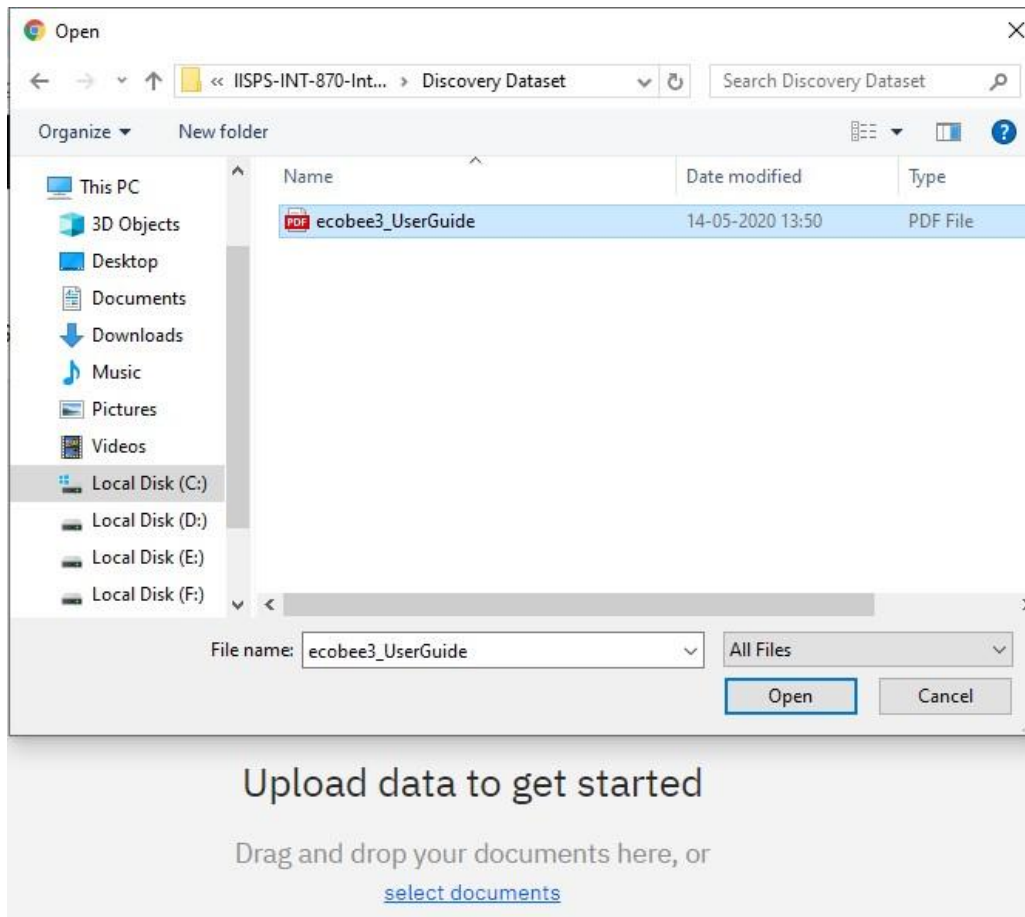 Open
« IISPS-INT-870-Int... › Discovery Dataset
Search Discovery Dataset
Organize
New folder
Name
Date modified
Type
This PC
3D Objects
Desktop
Documents
Downloads
Music
Pictures
Videos
Local Disk (C:)
Local Disk (D:)
Local Disk (E:)
Local Disk (F:)
PDF
ecobee3_UserGuide
14-05-2020 13:50
PDF File
File name:
ecobee3_UserGuide
All Files
Open
Cancel
Upload data to get started
Drag and drop your documents here, or
select documents